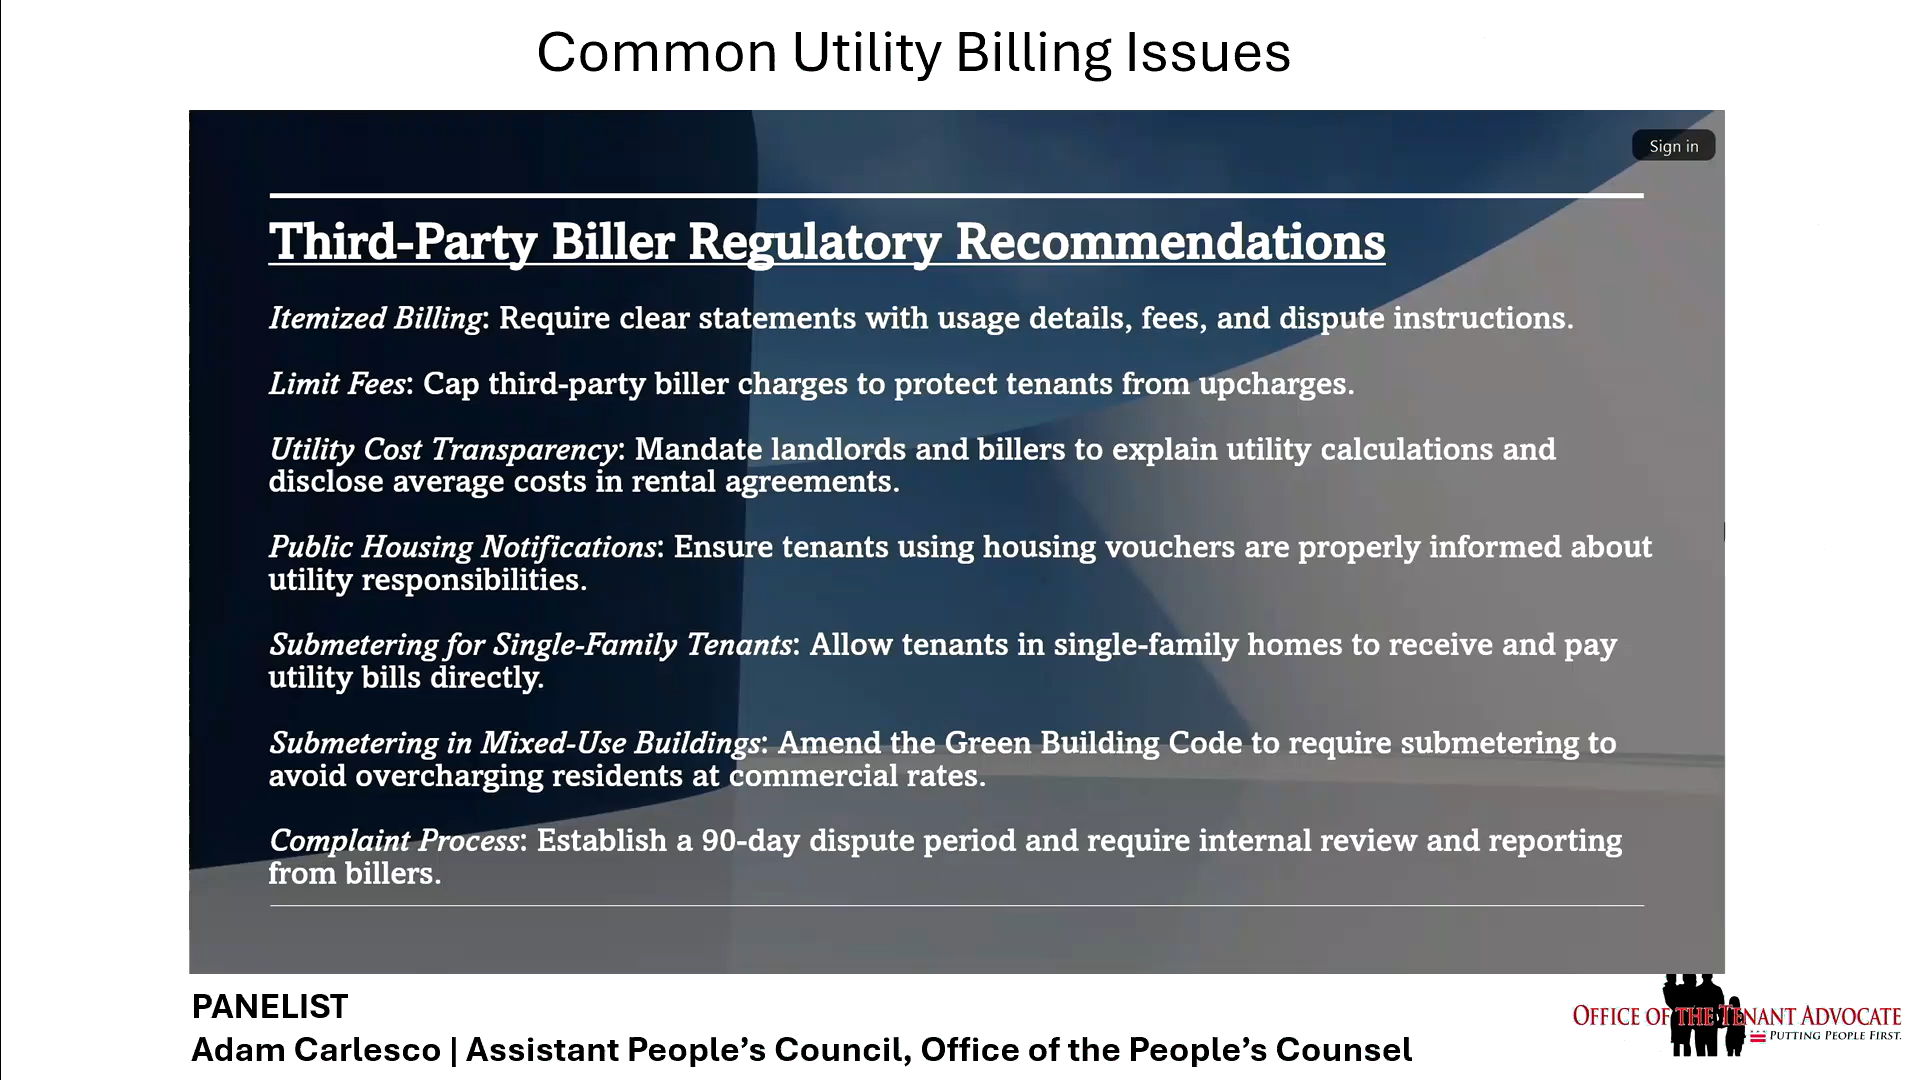 Common Utility Billing Issues
Sign in
Third-Party Biller Regulatory Recommendations
Itemized Billing: Require clear statements with usage details, fees, and dispute instructions.
Limit Fees: Cap third-party biller charges to protect tenants from upcharges.
Utility Cost Transparency: Mandate landlords and billers to explain utility calculations and
disclose average costs in rental agreements.
Public Housing Notifications: Ensure tenants using housing vouchers are properly informed about
utility responsibilities.
Submetering for Single-Family Tenants: Allow tenants in single-family homes to receive and pay
utility bills directly.
Submetering in Mixed-Use Buildings: Amend the Green Building Code to require submetering to
avoid overcharging residents at commercial rates.
Complaint Process: Establish a 90-day dispute period and require internal review and reporting
from billers.
PANELIST
Adam Carlesco | Assistant People’s Council, Office of the People’s Counsel
OFFICE OF THE TENANT ADVOCATE
PUTTING PEOPLE FIRST.